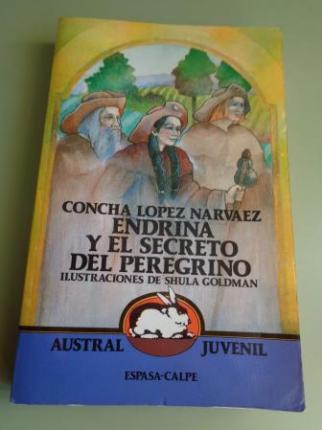 CONCHA LOPEZ NARVAEZ
ENDRINA
Y EL SECRETO
DEL PEREGRINO
ILUSTRACIONES DE SHULA GOLDMAN
AUSTRAL JUVENIL
ESPASA-CALPE